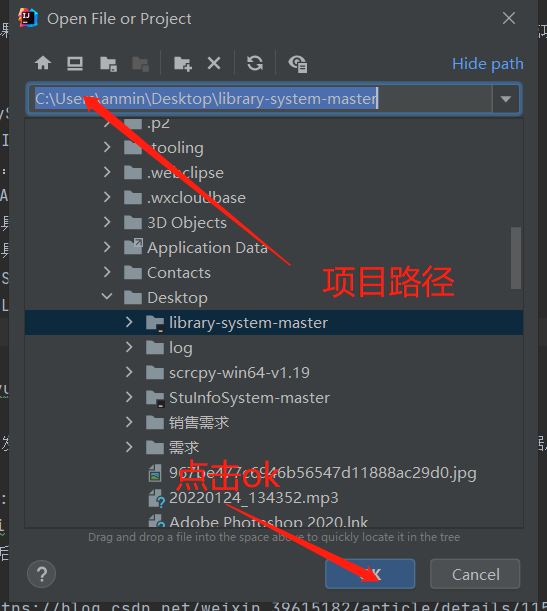 Open File or Project
Hide path
C:\Users\anmin\Desktop\library-system-master
.p2
.tooling
.webclipse
.wxcloudbase
3D Objects
Application Data
Contacts
项目路径
Desktop
library-system-master
log
scrcpy-win64-v1.19
StuInfoSystem-master
销售需求
需求
点击ok
20220124_134352.mp3
Adobe Photoshop 2020.lnk
Drag and drop a file into the space above to quickly locate it in the tree
?
OK
Cancel